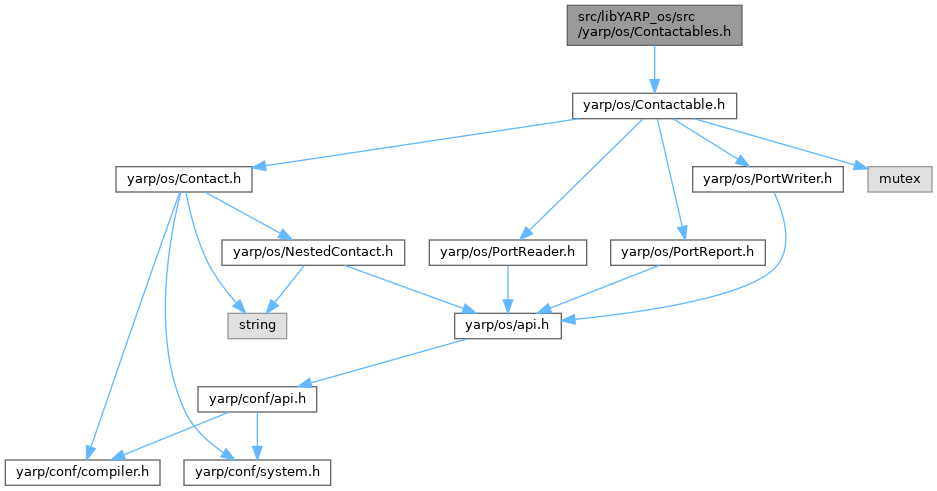 src/libYARP_os/src
/yarp/os/Contactables.h
yarp/os/Contactable.h
yarp/os/Contact.h
yarp/os/PortWriter.h
mutex
yarp/os/NestedContact.h
yarp/os/PortReader.h
yarp/os/PortReport.h
string
yarp/os/api.h
yarp/conf/api.h
yarp/conf/compiler.h
yarp/conf/system.h